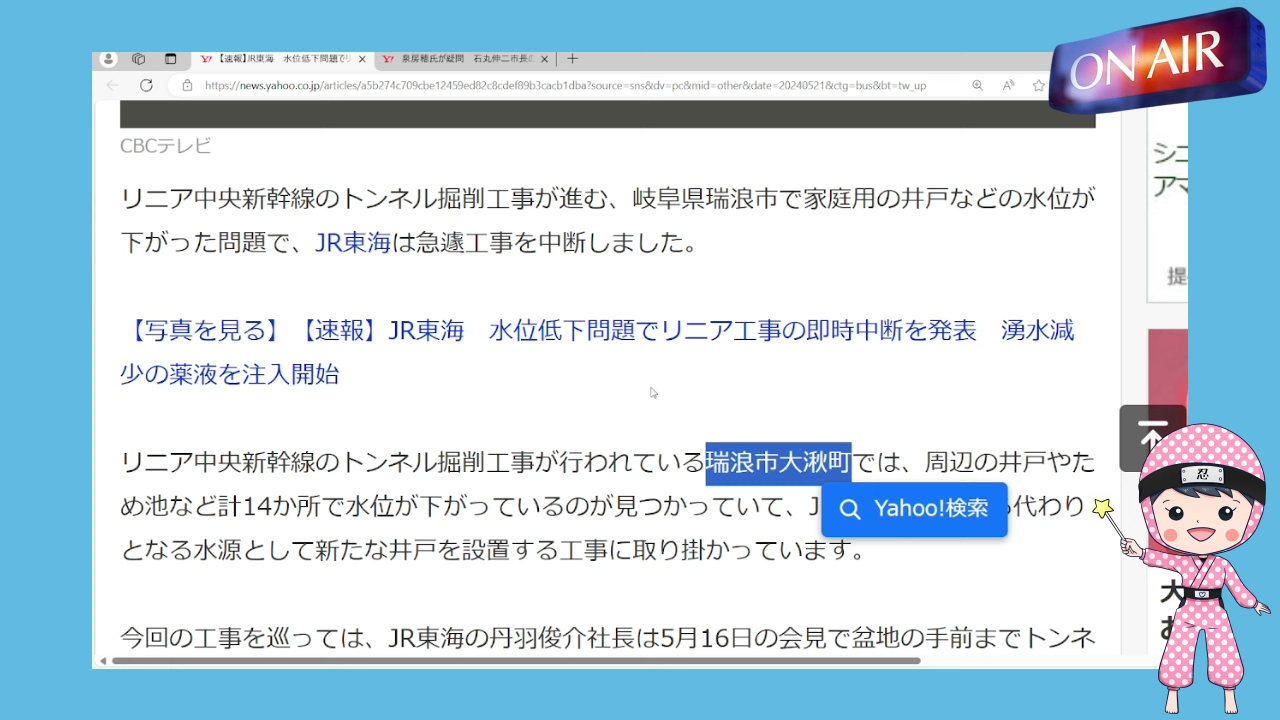 【速報】JR東海　水位低下問題で
泉房穂氏が疑問　石丸伸二市長の
https://news.yahoo.co.jp/articles/a5b274c709cbe12459ed82c8cdef89b3cacb1dba?source=sns&dv=pc&mid=other&date=20240521&ctg=bus&bt=tw_up
ON AIR
CBCテレビ
リニア中央新幹線のトンネル掘削工事が進む、岐阜県瑞浪市で家庭用の井戸などの水位が
下がった問題で、JR東海は急遽工事を中断しました。
【写真を見る】【速報】JR東海　水位低下問題でリニア工事の即時中断を発表　湧水減
少の薬液を注入開始
リニア中央新幹線のトンネル掘削工事が行われている瑞浪市大湫町では、周辺の井戸やた
め池など計14か所で水位が下がっているのが見つかっていて、J
代わり
Yahoo!検索
となる水源として新たな井戸を設置する工事に取り掛かっています。
今回の工事を巡っては、JR東海の丹羽俊介社長は5月16日の会見で盆地の手前までトンネ
シニ
アマ
提
忍
大